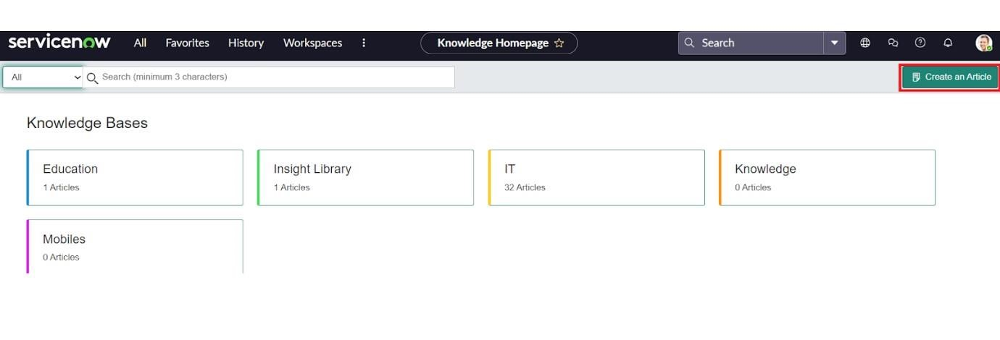 servicenow All Favorites History Workspaces Knowledge Homepage Search
All Search (minimum 3 characters) Create an Article
Knowledge Bases
Education Insight Library IT Knowledge
1 Articles 1 Articles 32 Articles 0 Articles
Mobiles
0 Articles